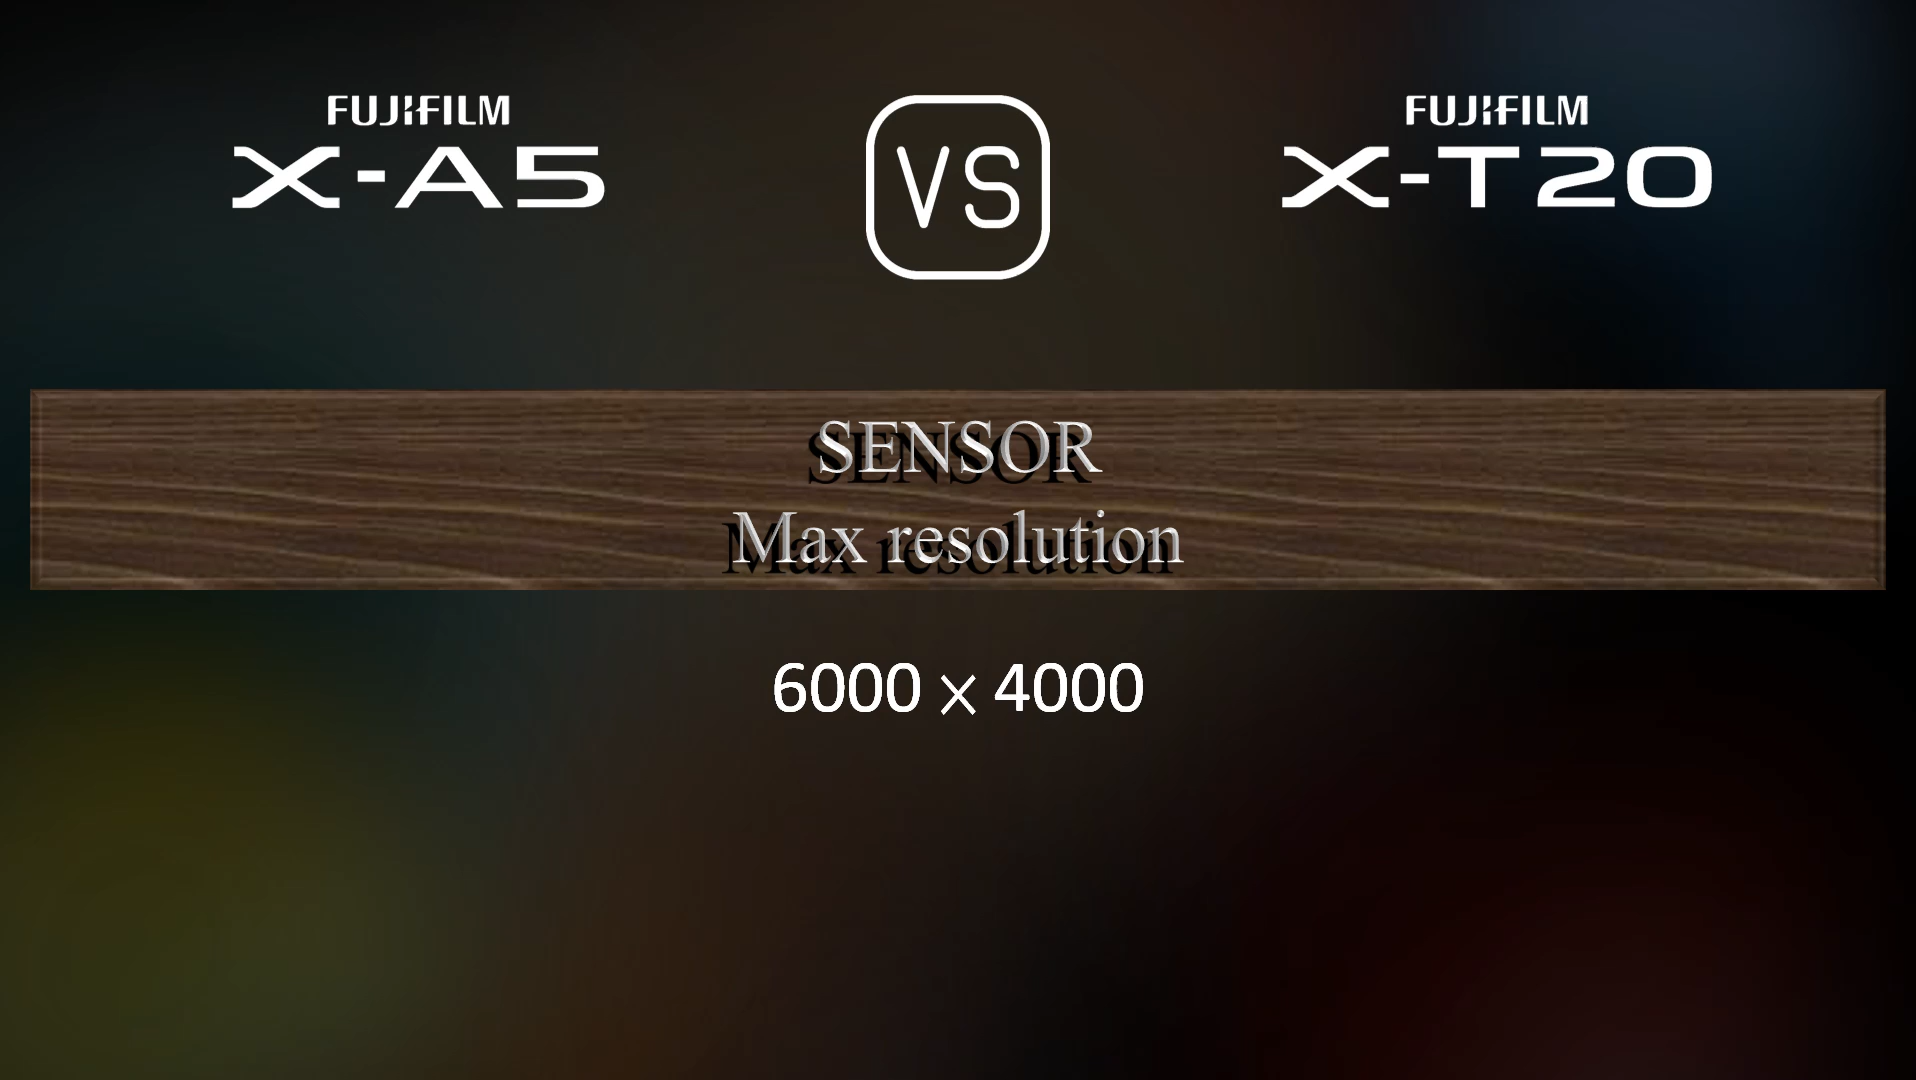 FUJIFILM
X-A5
VS
FUJIFILM
X-T20
SENSOR
Max resolution
6000 x 4000